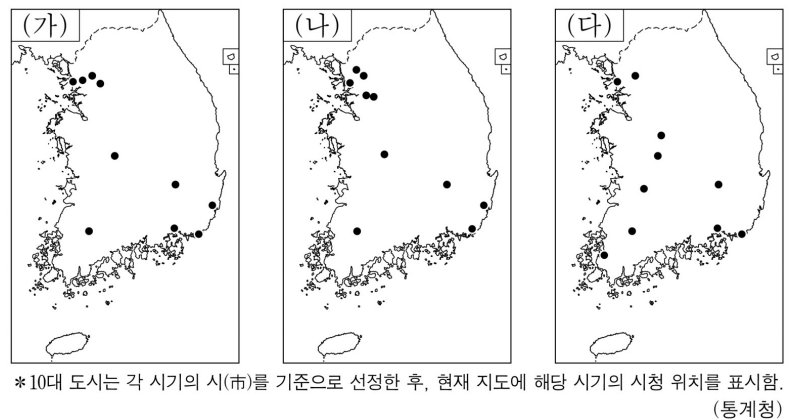 (가) (나) (다)
*10대 도시는 각 시기의 시(市)를 기준으로 선정한 후, 현재 지도에 해당 시기의 시청 위치를 표시함.
(통계청)